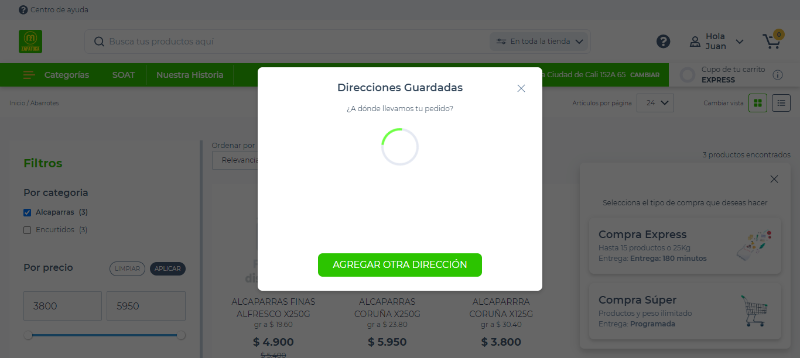 Centro de ayuda
Busca tus productos aquí
En toda la tienda
Hola
Juan
0
Categorías
SOAT
Nuestra Historia
a Ciudad de Cali 152A 65 CAMBIAR
Cupo de tu carrito
EXPRESS
Inicio / Abarrotes
Artículos por página
24
Cambiar vista
Direcciones Guardadas
¿A dónde llevamos tu pedido?
AGREGAR OTRA DIRECCIÓN
Filtros
Por categoría
Alcaparras (3)
Encurtidos (3)
Por precio
LIMPIAR
APLICAR
3800
5950
Ordenar por
Relevancia
3 productos encontrados
ALCAPARRAS FINAS
ALFRESCO X250G
gr a $ 19.60
$ 4.900
$ 5.400
ALCAPARRAS
CORUÑA X250G
gr a $ 23.80
$ 5.950
ALCAPARRRA
CORUÑA X125G
gr a $ 30.40
$ 3.800
Selecciona el tipo de compra que deseas hacer
Compra Express
Hasta 15 productos o 25Kg
Entrega: Entrega: 180 minutos
Compra Súper
Productos y peso ilimitado
Entrega: Programada